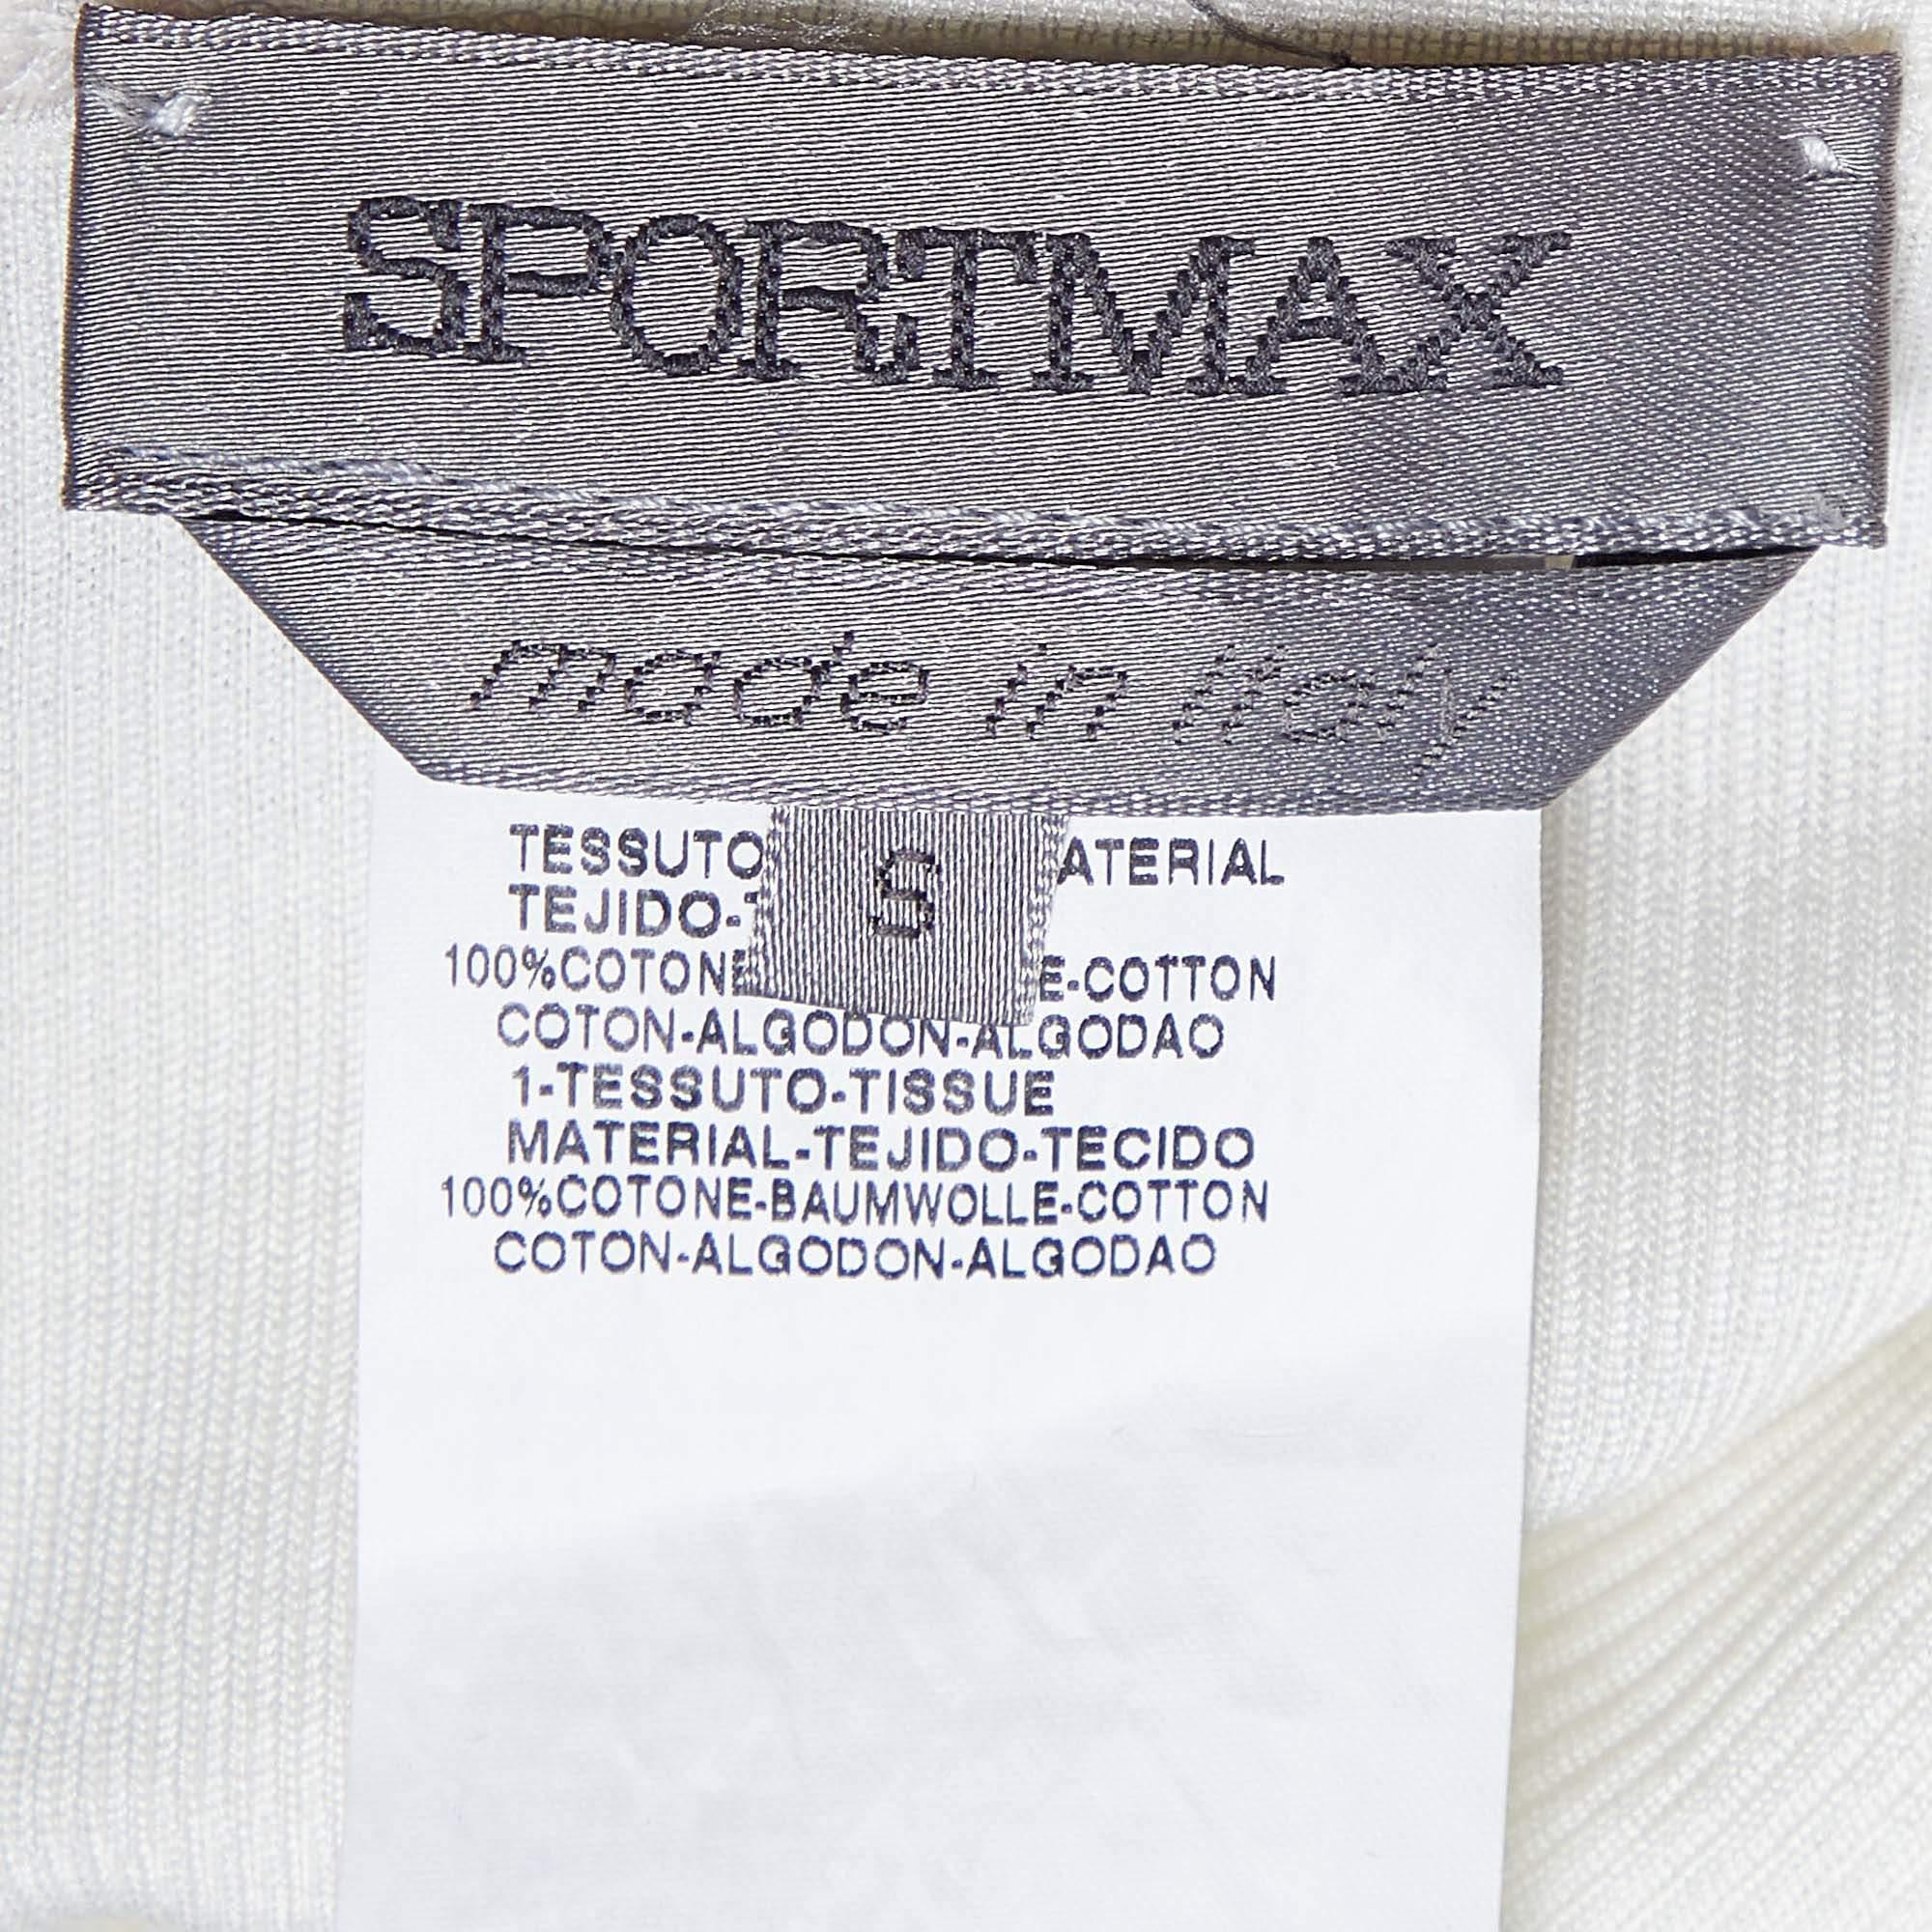 SPORTMAX
made in Italy
S
TESSUTO ATERIAL
TEJIDO-
100%COTONE E-COTTON
COTON-ALGODON-ALGODAO
1-TESSUTO-TISSUE
MATERIAL-TEJIDO-TECIDO
100%COTONE-BAUMWOLLE-COTTON
COTON-ALGODON-ALGODAO